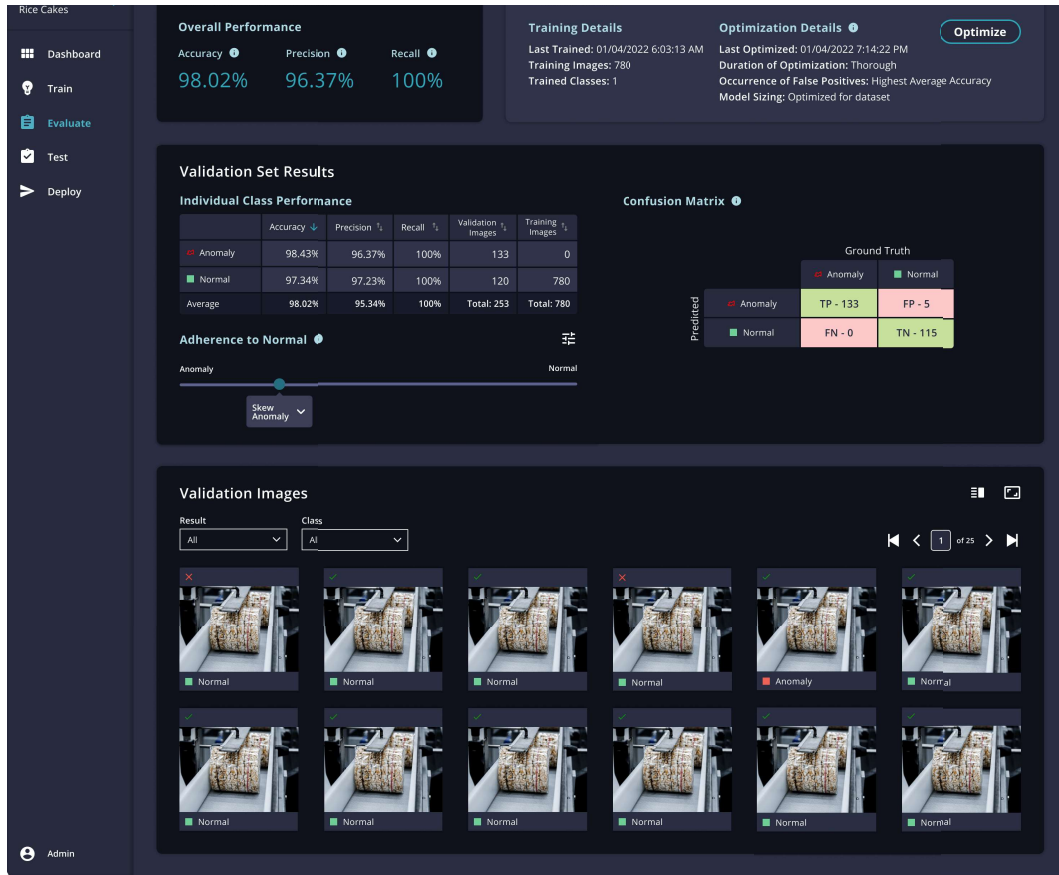 Rice Cakes
Dashboard
Train
Evaluate
Test
Deploy
Admin
Overall Performance
Accuracy Precision Recall
98.02% 96.37% 100%
Training Details
Last Trained: 01/04/2022 6:03:13 AM
Training Images: 780
Trained Classes: 1
Optimization Details
Last Optimized: 01/04/2022 7:14:22 PM
Duration of Optimization: Thorough
Occurrence of False Positives: Highest Average Accuracy
Model Sizing: Optimized for dataset
Optimize
Validation Set Results
Individual Class Performance
Accuracy Precision Recall Validation Images Training Images
Anomaly 98.43% 96.37% 100% 133 0
Normal 97.34% 97.23% 100% 120 780
Average 98.02% 95.34% 100% Total: 253 Total: 780
Adherence to Normal
Anomaly Normal
Skew
Anomaly
Confusion Matrix
Ground Truth
Anomaly Normal
Predicted
Anomaly TP - 133 FP - 5
Normal FN - 0 TN - 115
Validation Images
Result Class
All Al
1 of 25
Normal Normal Normal Normal Anomaly Normal
Normal Normal Normal Normal Normal Normal